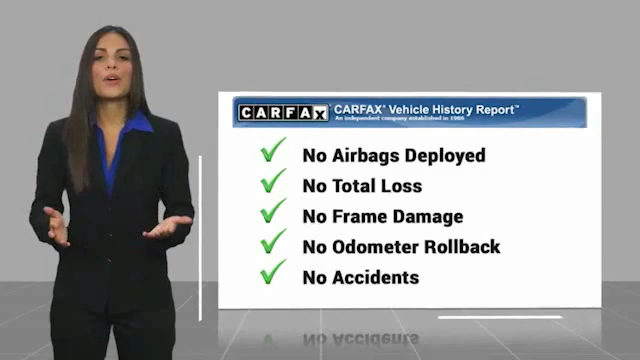 CARFAX CARFAX® Vehicle History Report™
An independent company established in 1986
No Airbags Deployed
No Total Loss
No Frame Damage
No Odometer Rollback
No Accidents